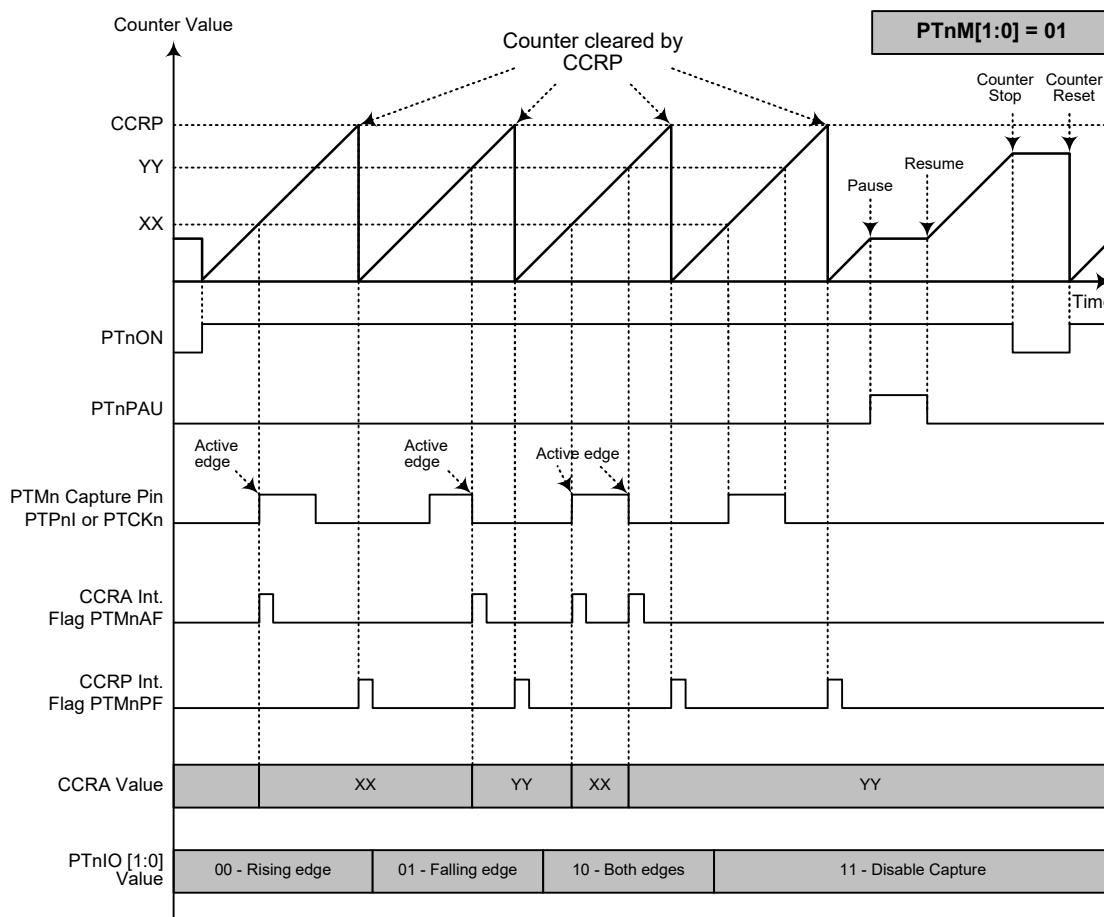 Counter Value
PTnM[1:0] = 01
Counter cleared by
CCRP
Counter
Stop
Counter
Reset
CCRP
YY
XX
Pause
Resume
Time
PTnON
PTnPAU
Active
edge
Active
edge
Active edge
PTMn Capture Pin
PTPnI or PTCKn
CCRA Int.
Flag PTMnAF
CCRP Int.
Flag PTMnPF
CCRA Value
XX
YY
XX
YY
PTnIO [1:0]
Value
00 - Rising edge
01 - Falling edge
10 - Both edges
11 - Disable Capture